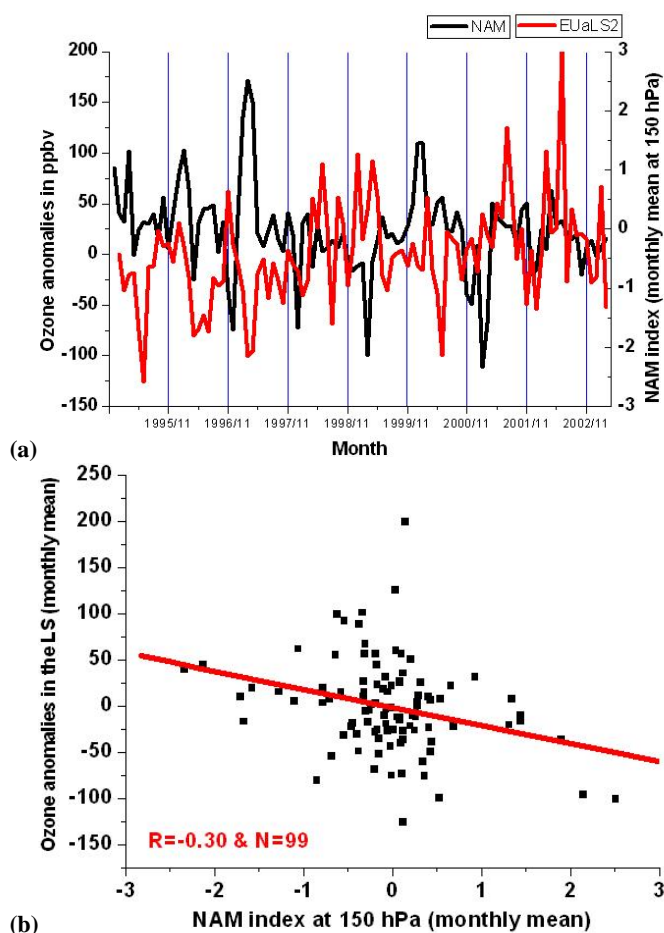 NAM EUaLS2
Ozone anomalies in ppbv
200
150
100
50
0
-50
-100
-150
3
2
1
0
-1
-2
-3
NAM index (monthly mean at 150 hPa)
1995/11 1996/11 1997/11 1998/11 1999/11 2000/11 2001/11 2002/11
Month
(a)
Ozone anomalies in the LS (monthly mean)
250
200
150
100
50
0
-50
-100
-150
R=-0.30 & N=99
-3 -2 -1 0 1 2 3
NAM index at 150 hPa (monthly mean)
(b)